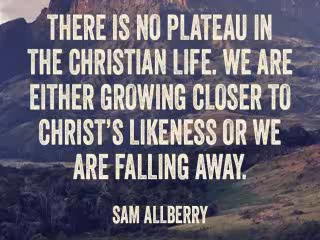 THERE IS NO PLATEAU IN
THE CHRISTIAN LIFE. WE ARE
EITHER GROWING CLOSER TO
CHRIST'S LIKENESS OR WE
ARE FALLING AWAY.
SAM ALLBERRY